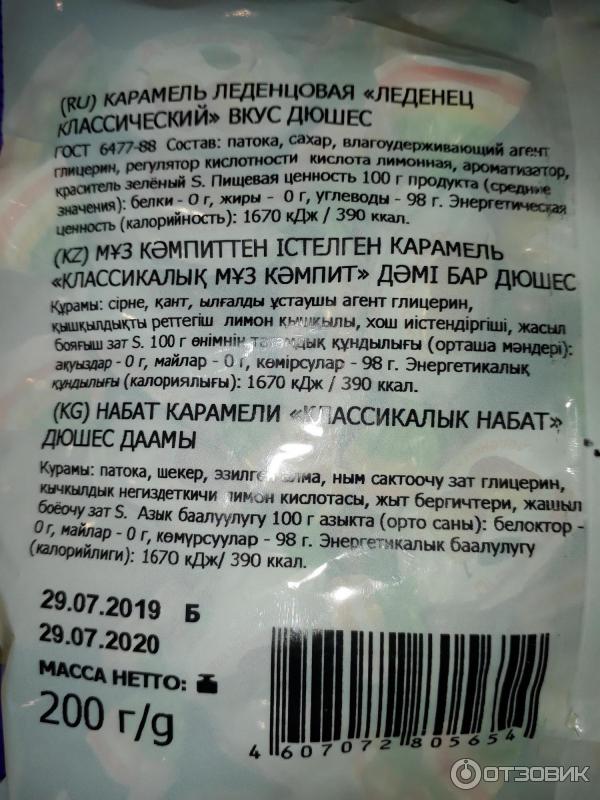 (RU) КАРАМЕЛЬ ЛЕДЕНЦОВАЯ «ЛЕДЕНЕЦ
КЛАССИЧЕСКИЙ» ВКУС ДЮШЕС
ГОСТ 6477-88 Состав: патока, сахар, влагоудерживающий агент
глицерин, регулятор кислотности кислота лимонная, ароматизатор,
краситель зелёный S. Пищевая ценность 100 г продукта (средние
значения): белки - 0 г, жиры - 0 г, углеводы - 98 г. Энергетическая
ценность (калорийность): 1670 кДж / 390 ккал.
(KZ) МҰЗ КӘМПИТТЕН ІСТЕЛГЕН КАРАМЕЛЬ
«КЛАССИКАЛЫҚ МҰЗ КӘМПИТ» ДӘМІ БАР ДЮШЕС
Құрамы: сірне, қант, ылғалды ұстаушы агент глицерин,
қышқылдықты реттегіш лимон қышқылы, хош иістендіргіші, жасыл
бояғыш зат S. 100 г өнімнін тағамдық құндылығы (орташа мәндері):
ақуыздар - 0 г, майлар - 0 г, көмірсулар - 98 г. Энергетикалық
құндылығы (калориялығы): 1670 кДж / 390 ккал.
(KG) НАБАТ КАРАМЕЛИ «КЛАССИКАЛЫК НАБАТ»
ДЮШЕС ДААМЫ
Курамы: патока, шекер, эзилген алма, ным сактоочу зат глицерин,
кычкылдык негиздеткичи лимон кислотасы, жыт бергичтери, жашыл
боёочу зат S. Азык баалуулугу 100 г азыкта (орто саны): белоктор -
0 г, майлар - 0 г, көмүрсуулар - 98 г. Энергетикалык баалулугу
(калорийлиги): 1670 кДж/ 390 ккал.
29.07.2019 Б
29.07.2020
МАССА НЕТТО:
200 г/g
4 607072 805654
ОТЗОВИК